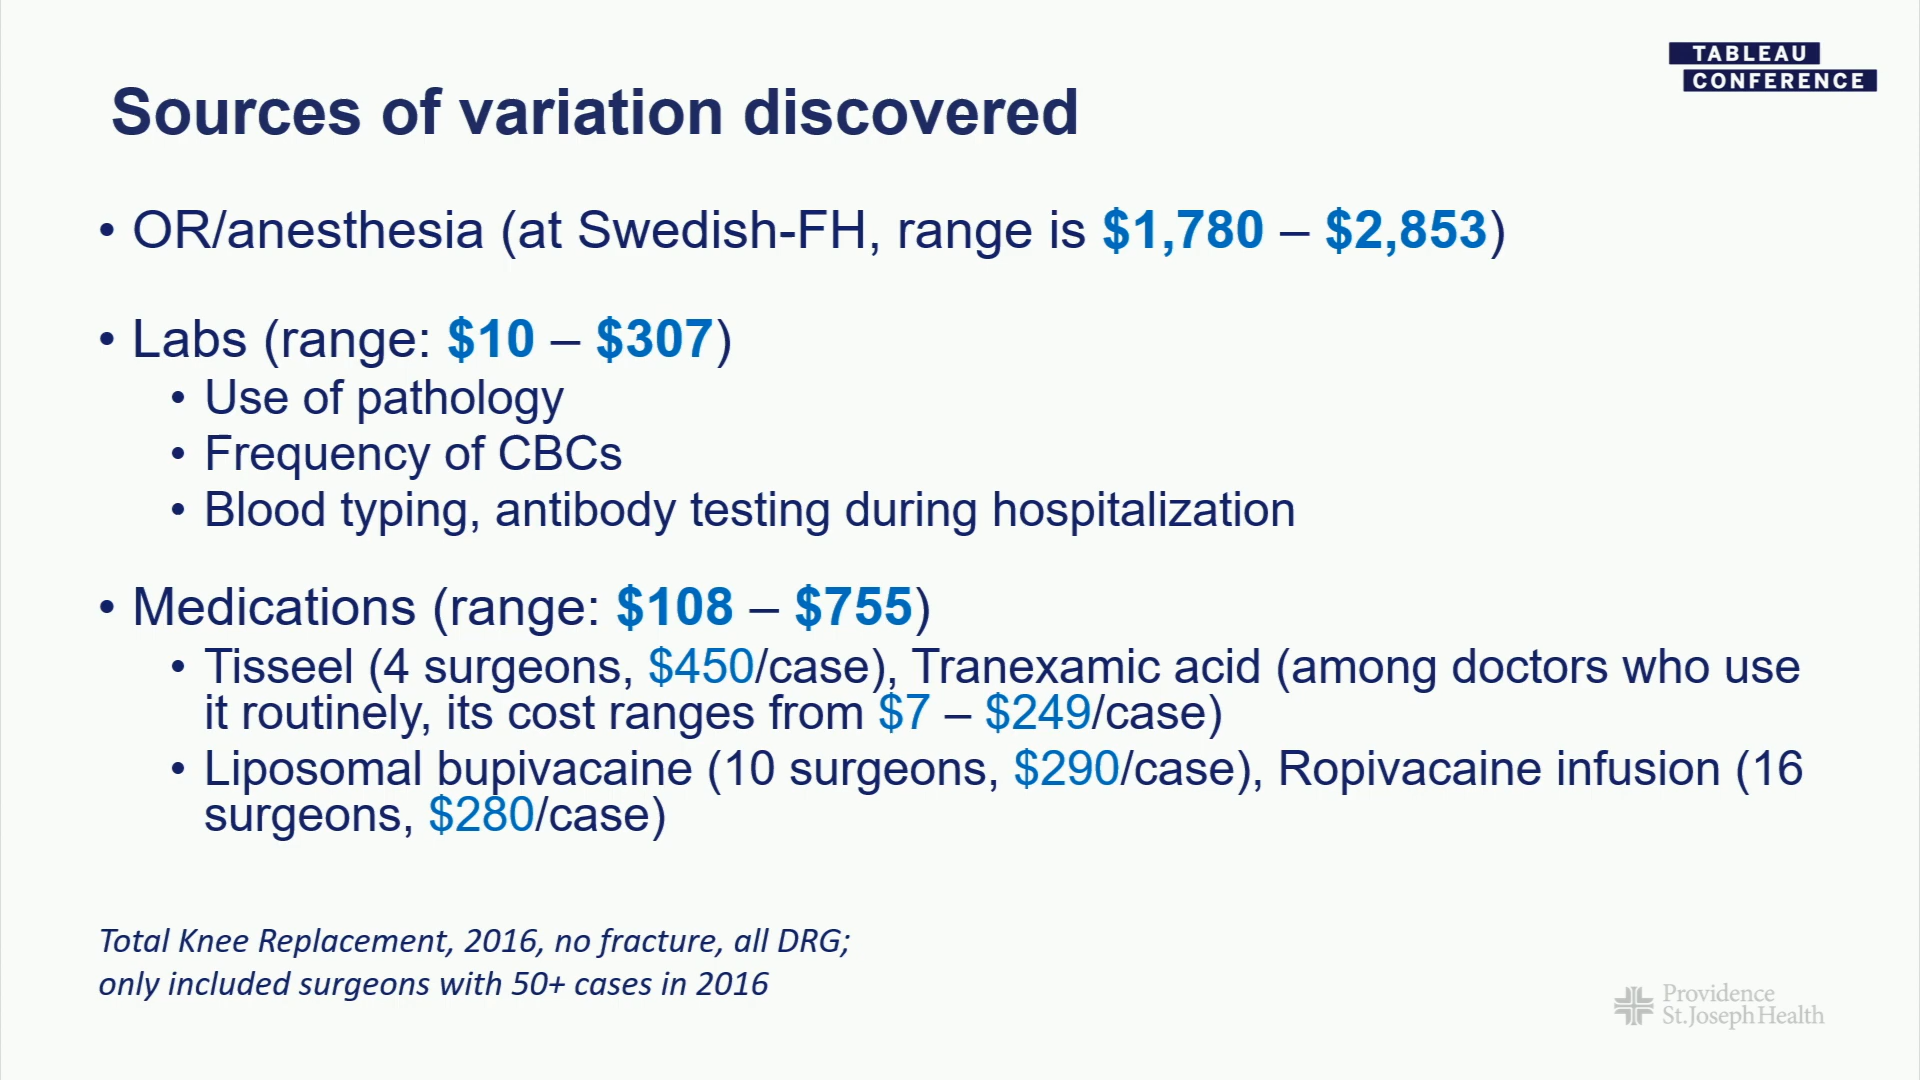 TABLEAU
CONFERENCE
Sources of variation discovered
• OR/anesthesia (at Swedish-FH, range is $1,780 – $2,853)
• Labs (range: $10 – $307)
• Use of pathology
• Frequency of CBCs
• Blood typing, antibody testing during hospitalization
• Medications (range: $108 – $755)
• Tisseel (4 surgeons, $450/case), Tranexamic acid (among doctors who use
it routinely, its cost ranges from $7 – $249/case)
• Liposomal bupivacaine (10 surgeons, $290/case), Ropivacaine infusion (16
surgeons, $280/case)
Total Knee Replacement, 2016, no fracture, all DRG;
only included surgeons with 50+ cases in 2016
Providence
St.Joseph Health